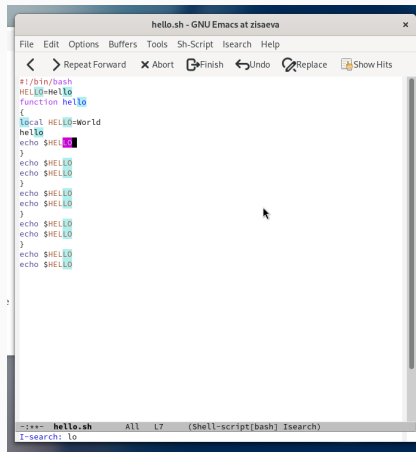 hello.sh - GNU Emacs at zisaeva ×
File Edit Options Buffers Tools Sh-Script Isearch Help
Repeat Forward Abort Finish Undo Replace Show Hits
#!/bin/bash
HELLO=Hello
function hello
{
local HELLO=World
hello
echo $HELLO
}
echo $HELLO
echo $HELLO
}
echo $HELLO
echo $HELLO
}
echo $HELLO
echo $HELLO
}
echo $HELLO
echo $HELLO
-:**- hello.sh All L7 (Shell-script[bash] Isearch)
I-search: lo